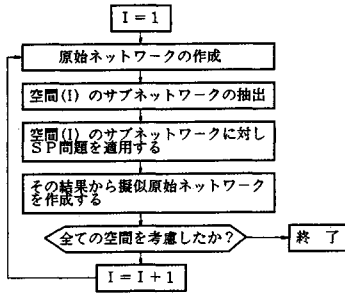 I=1
原始ネットワークの作成
空間(I)のサブネットワークの抽出
空間(I)のサブネットワークに対し
SP問題を適用する
その結果から擬似原始ネットワーク
を作成する
全ての空間を考慮したか?
終 了
I=I+1